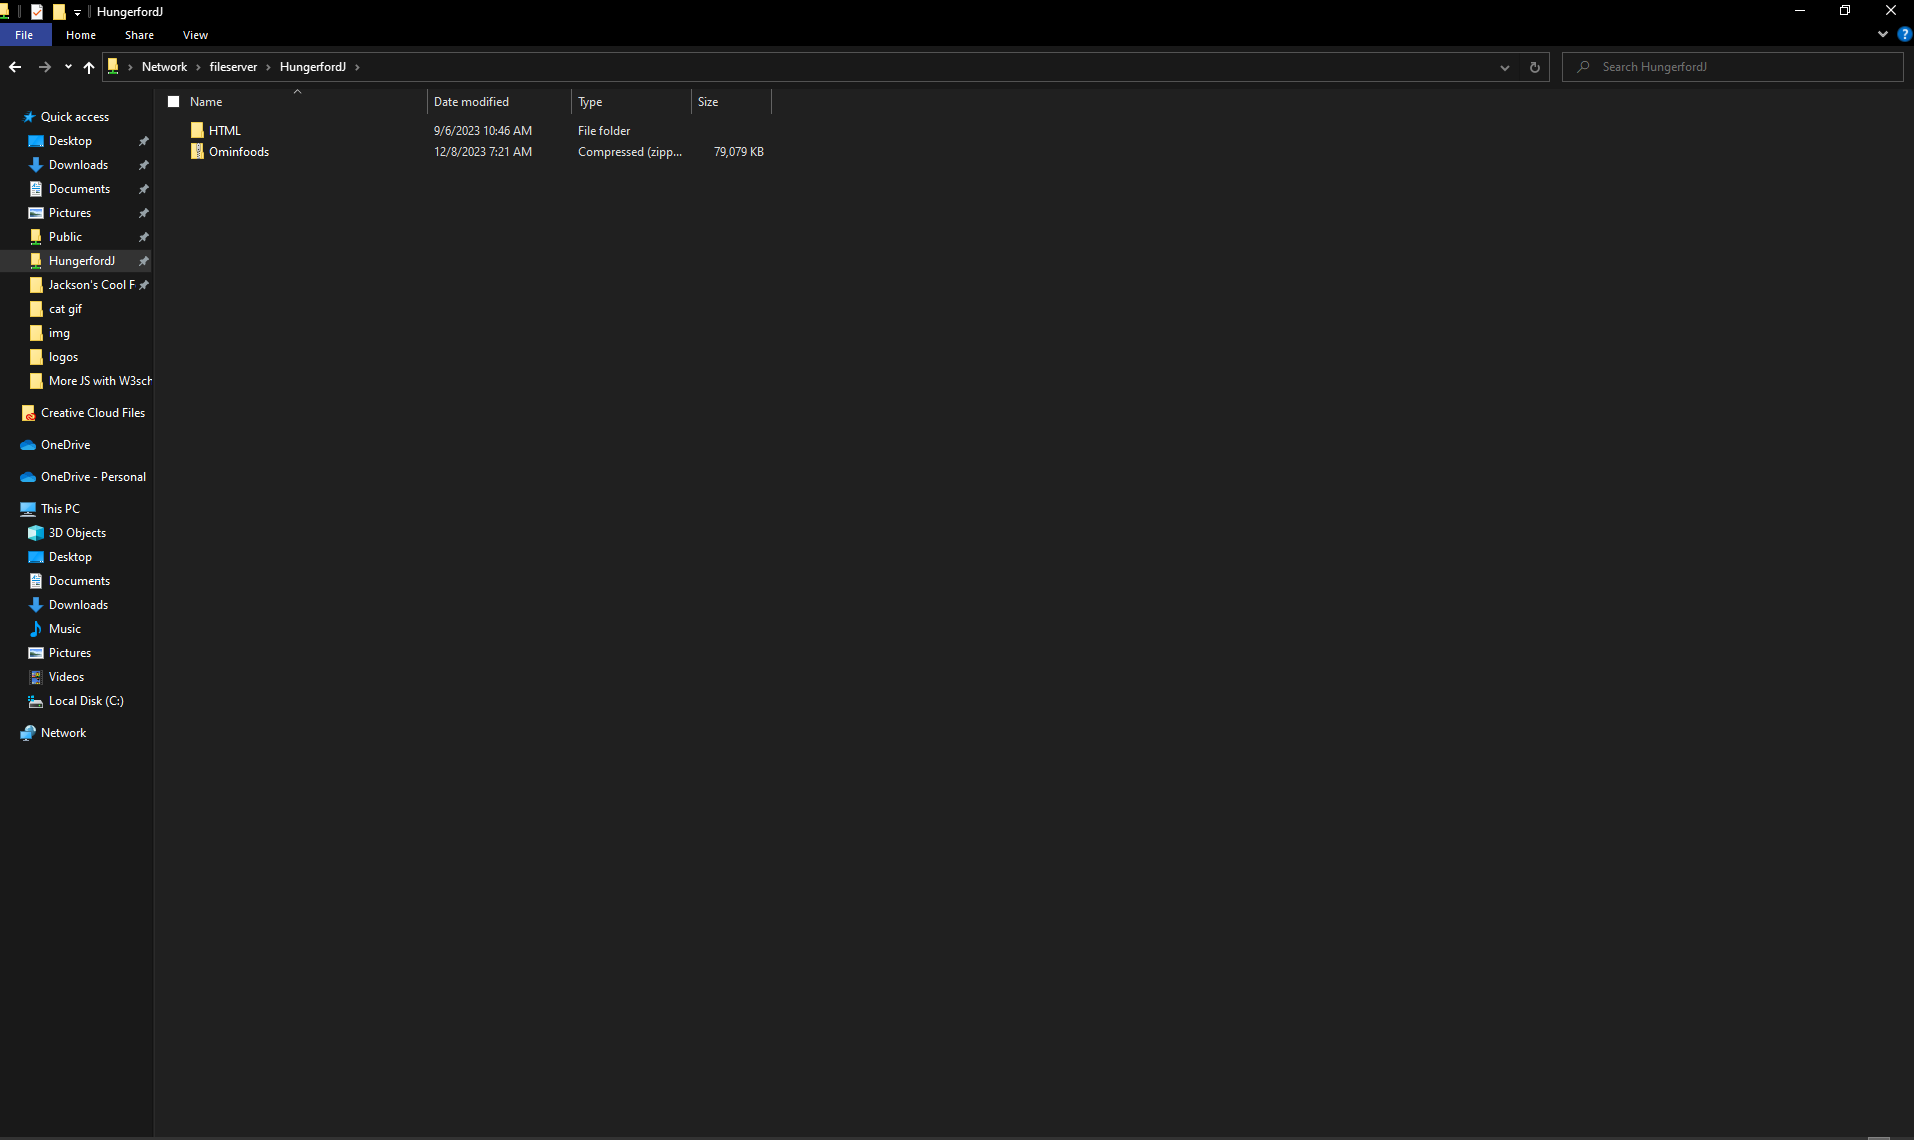 HungerfordJ
File Home Share View
Network fileserver HungerfordJ
Search HungerfordJ
Name Date modified Type Size
HTML 9/6/2023 10:46 AM File folder
Ominfoods 12/8/2023 7:21 AM Compressed (zipp... 79,079 KB
Quick access
Desktop
Downloads
Documents
Pictures
Public
HungerfordJ
Jackson's Cool F
cat gif
img
logos
More JS with W3sch
Creative Cloud Files
OneDrive
OneDrive - Personal
This PC
3D Objects
Desktop
Documents
Downloads
Music
Pictures
Videos
Local Disk (C:)
Network